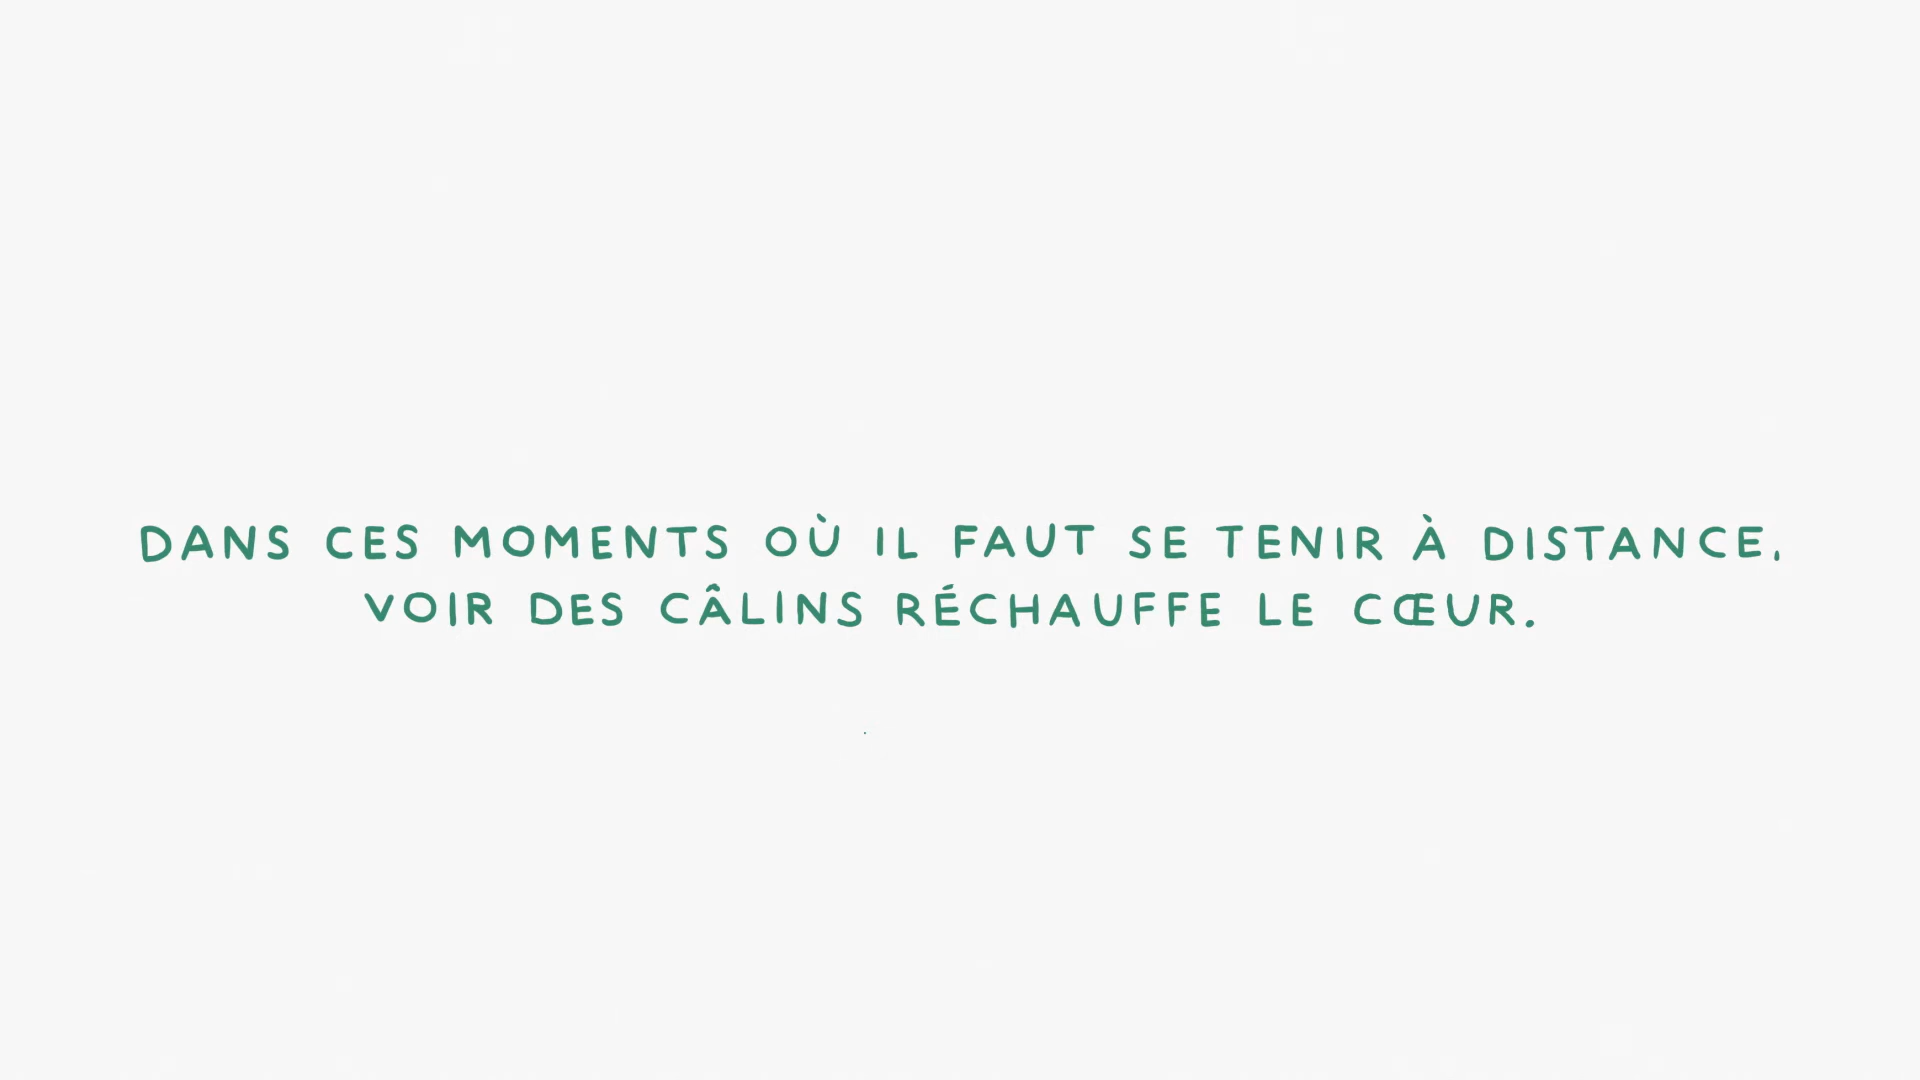 DANS CES MOMENTS OÙ IL FAUT SE TENIR À DISTANCE,
VOIR DES CÂLINS RÉCHAUFFE LE CŒUR.